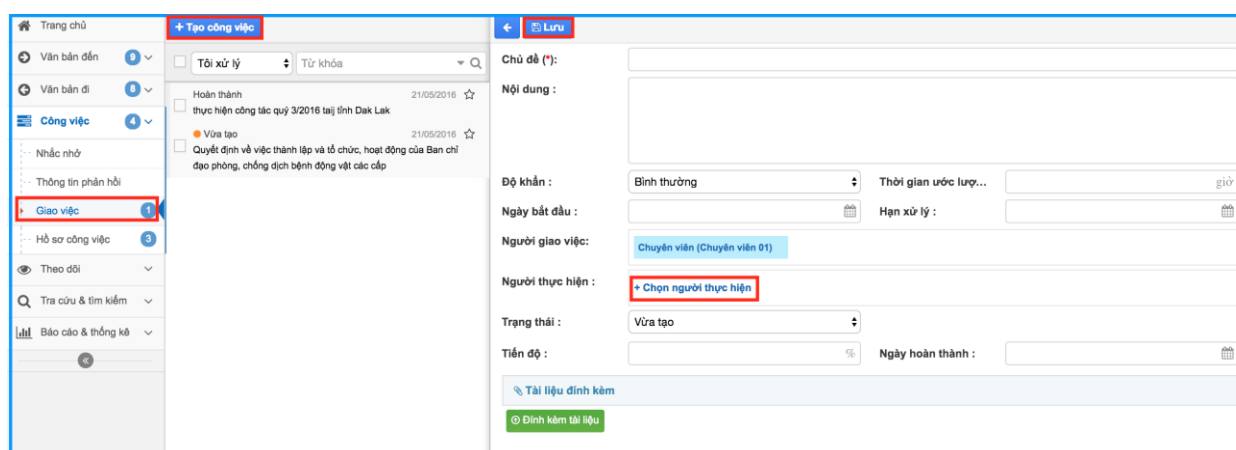 Trang chủ
Văn bản đến 9
Văn bản đi 8
Công việc 4
Nhắc nhở
Thông tin phản hồi
Giao việc 1
Hồ sơ công việc 3
Theo dõi
Tra cứu & tìm kiếm
Báo cáo & thống kê
+ Tạo công việc
Tôi xử lý Từ khóa
Hoàn thành 21/05/2016
thực hiện công tác quý 3/2016 taij tỉnh Dak Lak
Vừa tạo 21/05/2016
Quyết định về việc thành lập và tổ chức, hoạt động của Ban chỉ
đạo phòng, chống dịch bệnh động vật các cấp
Lưu
Chủ đề (*):
Nội dung :
Độ khẩn : Bình thường Thời gian ước lượ... giờ
Ngày bắt đầu : Hạn xử lý :
Người giao việc: Chuyên viên (Chuyên viên 01)
Người thực hiện : + Chọn người thực hiện
Trạng thái : Vừa tạo
Tiến độ : % Ngày hoàn thành :
Tài liệu đính kèm
Đính kèm tài liệu